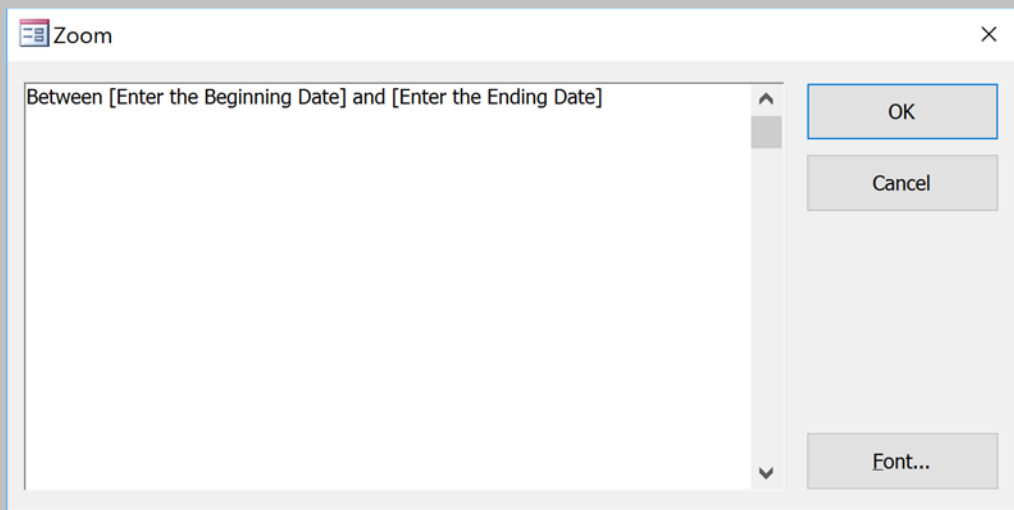 Zoom
Between [Enter the Beginning Date] and [Enter the Ending Date]
OK
Cancel
Font...